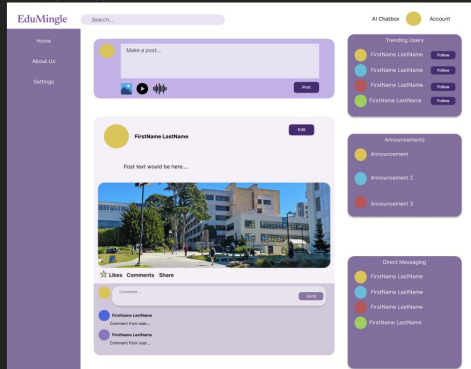 EduMingle
Search...
AI Chatbox
Account
Home
About Us
Settings
Make a post...
Post
FirstName LastName
Edit
Post text would be here....
Likes Comments Share
Comment...
Send
FirstName LastName
Comment from user...
FirstName LastName
Comment from user...
Trending Users
FirstName LastName Follow
FirstName LastName Follow
FirstName LastName Follow
FirstName LastName Follow
Announcements
Announcement
Announcement 2
Announcement 3
Direct Messaging
FirstName LastName
FirstName LastName
FirstName LastName
FirstName LastName